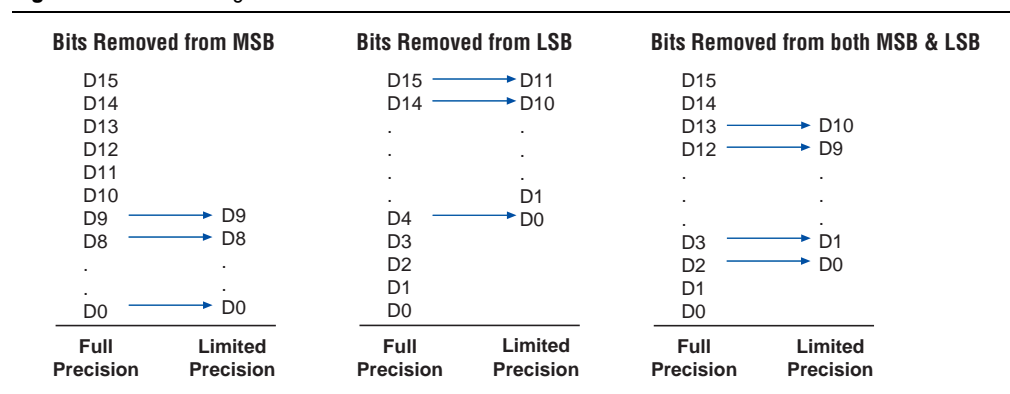 Bits Removed from MSB
D15
D14
D13
D12
D11
D10
D9 D9
D8 D8
. .
. .
D0 D0
Full Limited
Precision Precision
Bits Removed from LSB
D15 D11
D14 D10
. .
. .
. .
. D1
D4 D0
D3
D2
D1
D0
Full Limited
Precision Precision
Bits Removed from both MSB & LSB
D15
D14
D13 D10
D12 D9
. .
. .
. .
D3 D1
D2 D0
D1
D0
Full Limited
Precision Precision